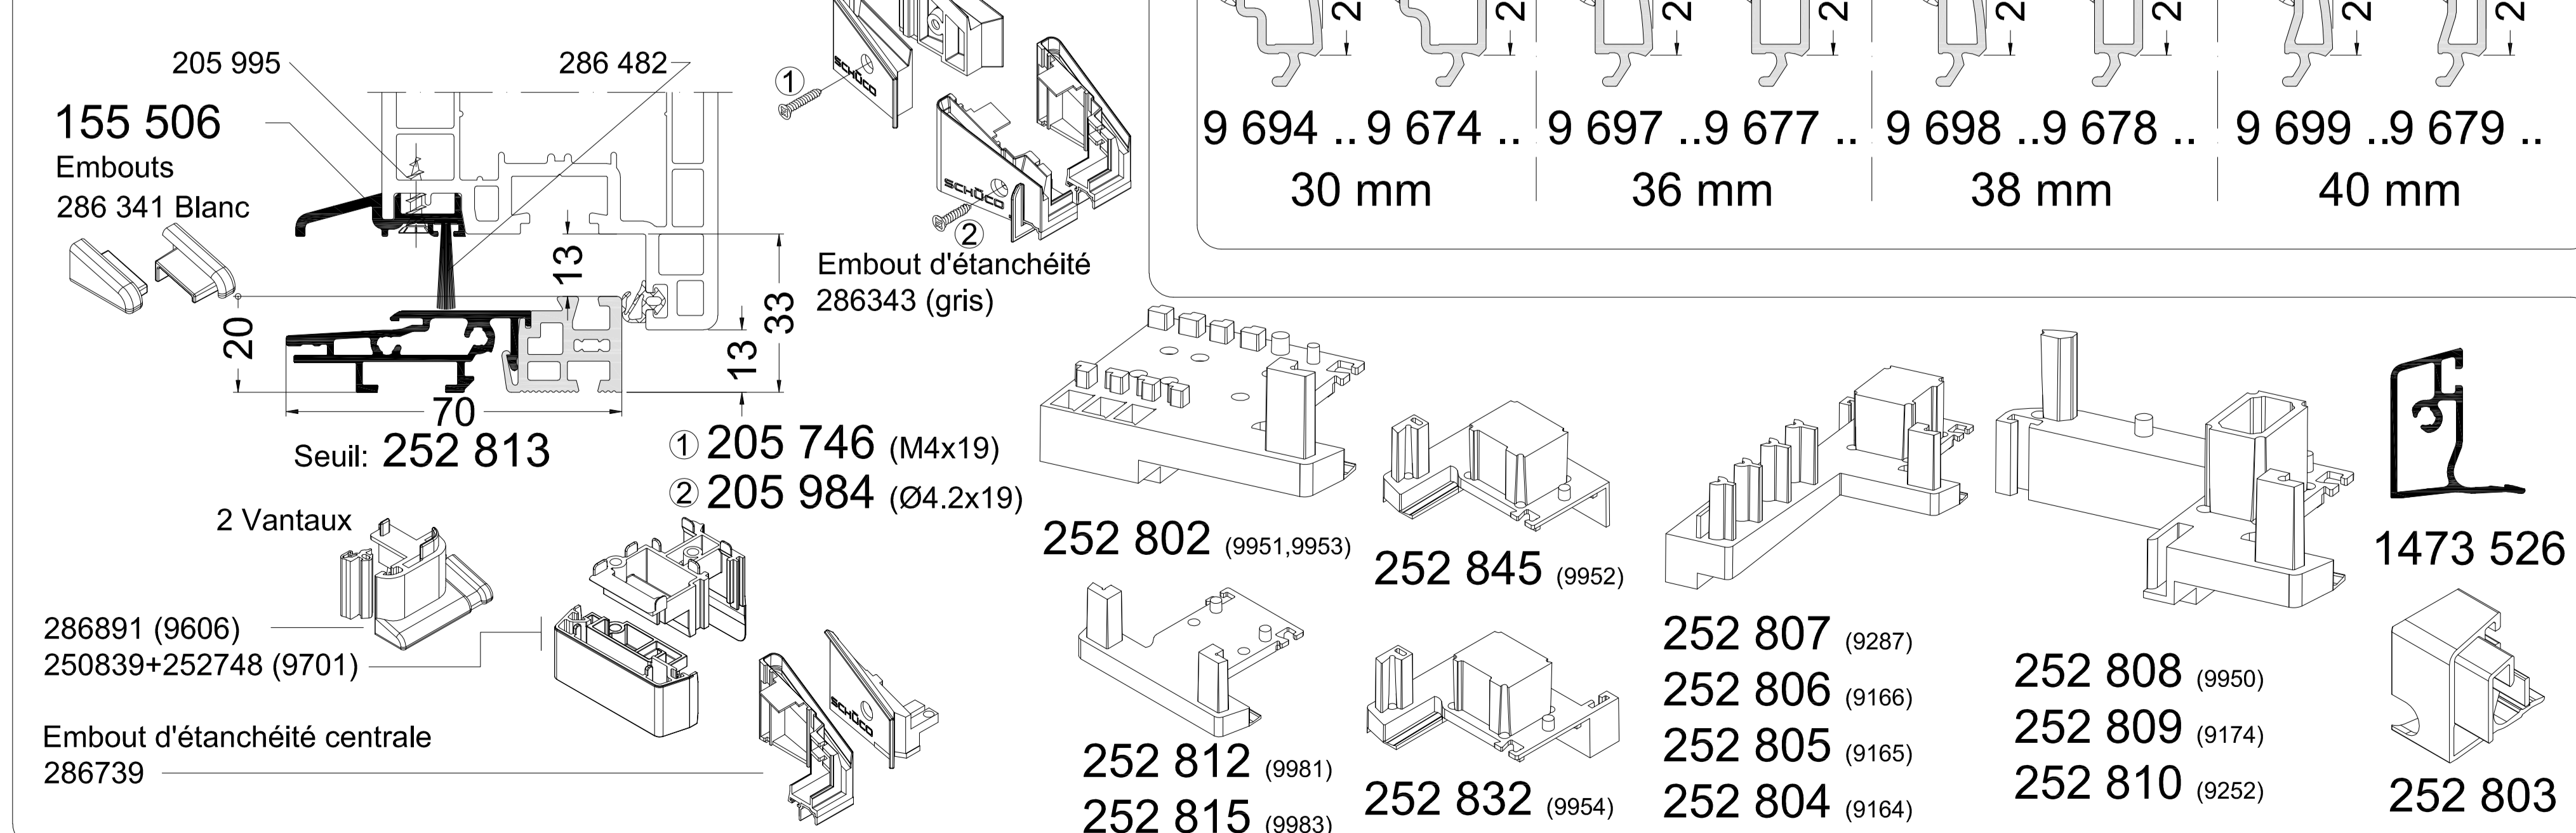 205 995
286 482
155 506
Embouts
286 341 Blanc
20
13
33
13
70
Seuil: 252 813
①
SCHÜCO
SCHÜCO
②
Embout d'étanchéité
286343 (gris)
① 205 746 (M4x19)
② 205 984 (Ø4.2x19)
2 Vantaux
286891 (9606)
250839+252748 (9701)
SCHÜCO
Embout d'étanchéité centrale
286739
2 2 2 2 2 2 2 2
9 694 .. 9 674 .. 9 697 .. 9 677 .. 9 698 .. 9 678 .. 9 699 .. 9 679 ..
30 mm 36 mm 38 mm 40 mm
252 802 (9951,9953)
252 845 (9952)
252 812 (9981)
252 815 (9983)
252 832 (9954)
252 807 (9287)
252 806 (9166)
252 805 (9165)
252 804 (9164)
252 808 (9950)
252 809 (9174)
252 810 (9252)
1473 526
252 803